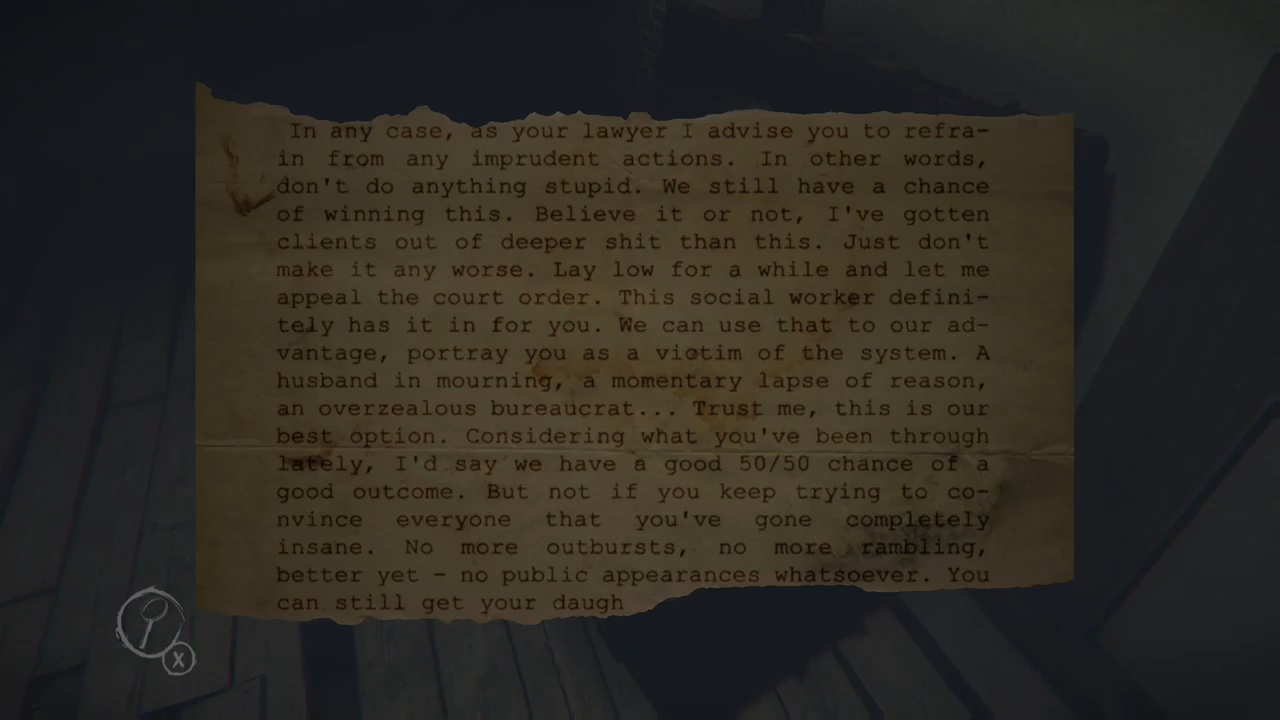 In any case, as your lawyer I advise you to refra-
in from any imprudent actions. In other words,
don't do anything stupid. We still have a chance
of winning this. Believe it or not, I've gotten
clients out of deeper shit than this. Just don't
make it any worse. Lay low for a while and let me
appeal the court order. This social worker defini-
tely has it in for you. We can use that to our ad-
vantage, portray you as a victim of the system. A
husband in mourning, a momentary lapse of reason,
an overzealous bureaucrat... Trust me, this is our
best option. Considering what you've been through
lately, I'd say we have a good 50/50 chance of a
good outcome. But not if you keep trying to co-
nvince everyone that you've gone completely
insane. No more outbursts, no more rambling,
better yet - no public appearances whatsoever. You
can still get your daugh
X